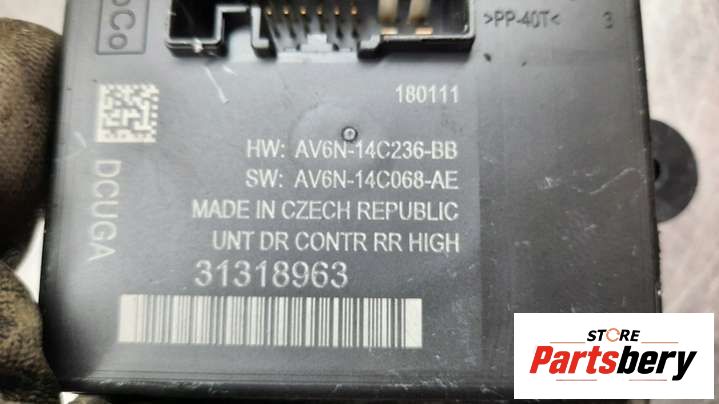 >PP-40T< 3
180111
HW: AV6N-14C236-BB
SW: AV6N-14C068-AE
MADE IN CZECH REPUBLIC
UNT DR CONTR RR HIGH
31318963
DCUGA
STORE
Partsbery